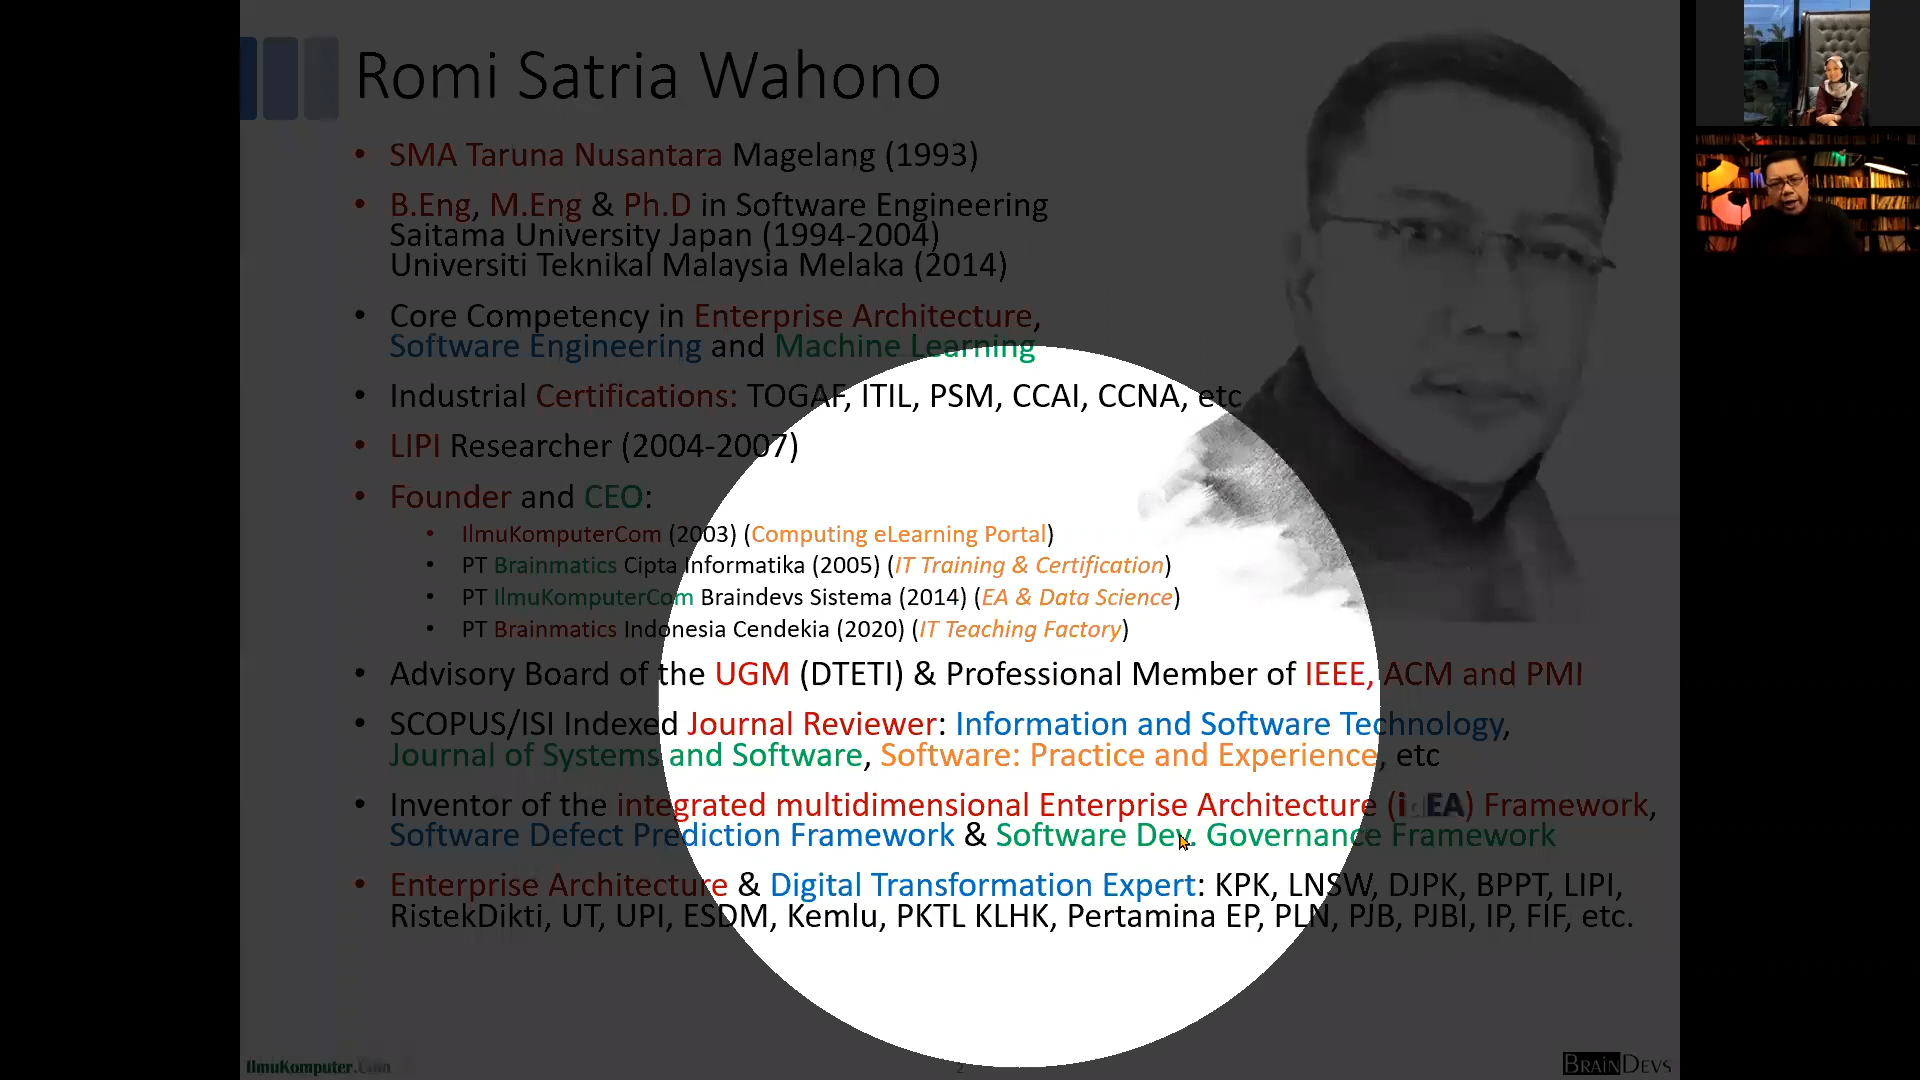 Romi Satria Wahono
• SMA Taruna Nusantara Magelang (1993)
• B.Eng, M.Eng & Ph.D in Software Engineering
Saitama University Japan (1994-2004)
Universiti Teknikal Malaysia Melaka (2014)
• Core Competency in Enterprise Architecture,
Software Engineering and Machine Learning
• Industrial Certifications: TOGAF, ITIL, PSM, CCAI, CCNA, etc
• LIPI Researcher (2004-2007)
• Founder and CEO:
• IlmuKomputerCom (2003) (Computing eLearning Portal)
• PT Brainmatics Cipta Informatika (2005) (IT Training & Certification)
• PT IlmuKomputerCom Braindevs Sistema (2014) (EA & Data Science)
• PT Brainmatics Indonesia Cendekia (2020) (IT Teaching Factory)
• Advisory Board of the UGM (DTETI) & Professional Member of IEEE, ACM and PMI
• SCOPUS/ISI Indexed Journal Reviewer: Information and Software Technology,
Journal of Systems and Software, Software: Practice and Experience, etc
• Inventor of the integrated multidimensional Enterprise Architecture (idEA) Framework,
Software Defect Prediction Framework & Software Dev. Governance Framework
• Enterprise Architecture & Digital Transformation Expert: KPK, LNSW, DJPK, BPPT, LIPI,
RistekDikti, UT, UPI, ESDM, Kemlu, PKTL KLHK, Pertamina EP, PLN, PJB, PJBI, IP, FIF, etc.
IlmuKomputer.Com
2
BRAINDEVS